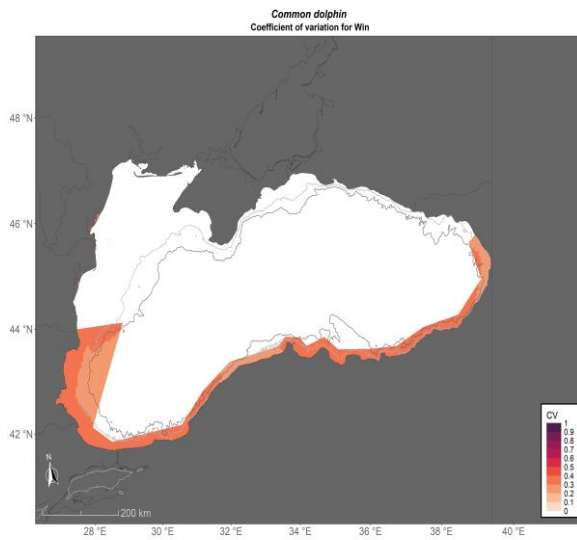 Common dolphin
Coefficient of variation for Win
48 °N
46 °N
44 °N
42 °N
CV
1
0.9
0.8
0.7
0.6
0.5
0.4
0.3
0.2
0.1
0
N
200 km
28 °E 30 °E 32 °E 34 °E 36 °E 38 °E 40 °E